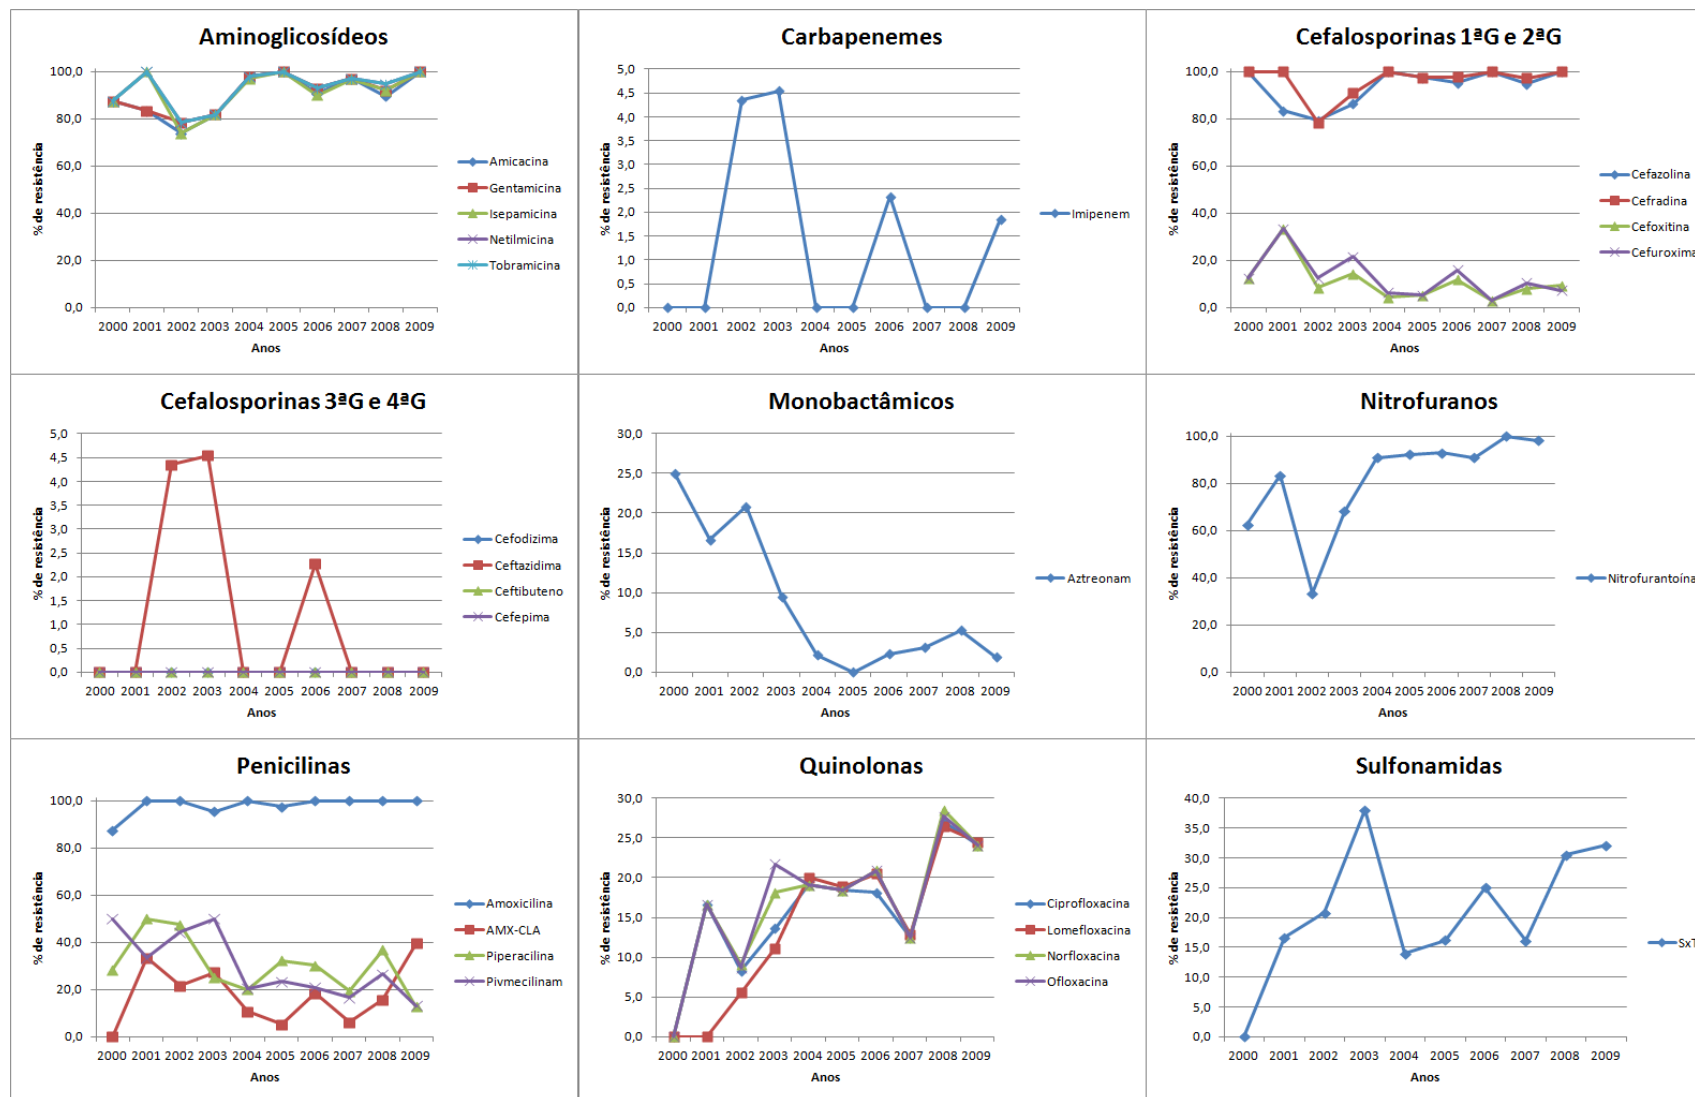 Aminoglicosídeos
100,0
80,0
60,0
40,0
20,0
0,0
% de resistência
2000 2001 2002 2003 2004 2005 2006 2007 2008 2009
Anos
Amicacina
Gentamicina
Isepamicina
Netilmicina
Tobramicina
Carbapenemes
5,0
4,5
4,0
3,5
3,0
2,5
2,0
1,5
1,0
0,5
0,0
% de resistência
2000 2001 2002 2003 2004 2005 2006 2007 2008 2009
Anos
Imipenem
Cefalosporinas 1ªG e 2ªG
100,0
80,0
60,0
40,0
20,0
0,0
% de resistência
2000 2001 2002 2003 2004 2005 2006 2007 2008 2009
Anos
Cefazolina
Cefradina
Cefoxitina
Cefuroxima
Cefalosporinas 3ªG e 4ªG
5,0
4,5
4,0
3,5
3,0
2,5
2,0
1,5
1,0
0,5
0,0
% de resistência
2000 2001 2002 2003 2004 2005 2006 2007 2008 2009
Anos
Cefodizima
Ceftazidima
Ceftibuteno
Cefepima
Monobactâmicos
30,0
25,0
20,0
15,0
10,0
5,0
0,0
% de resistência
2000 2001 2002 2003 2004 2005 2006 2007 2008 2009
Anos
Aztreonam
Nitrofuranos
100,0
80,0
60,0
40,0
20,0
0,0
% de resistência
2000 2001 2002 2003 2004 2005 2006 2007 2008 2009
Anos
Nitrofurantoína
Penicilinas
100,0
80,0
60,0
40,0
20,0
0,0
% de resistência
2000 2001 2002 2003 2004 2005 2006 2007 2008 2009
Anos
Amoxicilina
AMX-CLA
Piperacilina
Pivmecilinam
Quinolonas
30,0
25,0
20,0
15,0
10,0
5,0
0,0
% de resistência
2000 2001 2002 2003 2004 2005 2006 2007 2008 2009
Anos
Ciprofloxacina
Lomefloxacina
Norfloxacina
Ofloxacina
Sulfonamidas
40,0
35,0
30,0
25,0
20,0
15,0
10,0
5,0
0,0
% de resistência
2000 2001 2002 2003 2004 2005 2006 2007 2008 2009
Anos
SxT